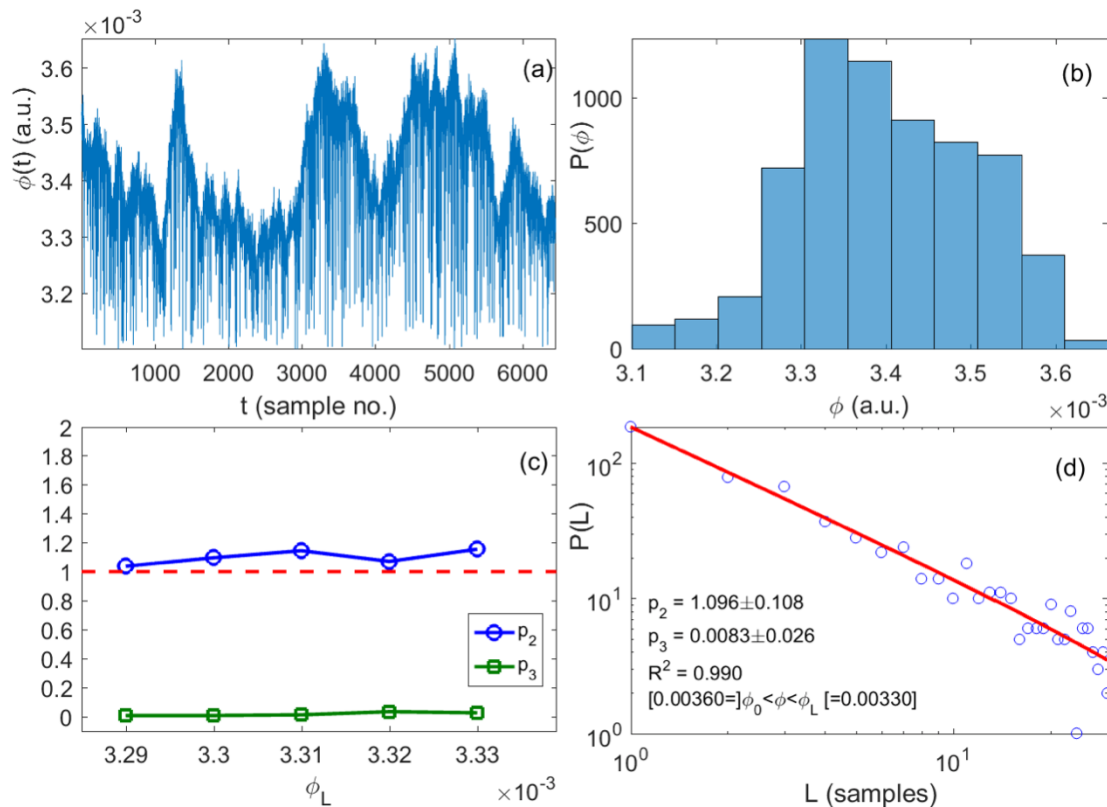 ×10⁻³
(a)
3.6
3.5
3.4
3.3
3.2
ϕ(t) (a.u.)
1000 2000 3000 4000 5000 6000
t (sample no.)
(b)
1000
500
0
P(ϕ)
3.1 3.2 3.3 3.4 3.5 3.6
ϕ (a.u.)
×10⁻³
(c)
2
1.8
1.6
1.4
1.2
1
0.8
0.6
0.4
0.2
0
p₂
p₃
3.29 3.3 3.31 3.32 3.33
ϕ_L
×10⁻³
(d)
10²
10¹
10⁰
P(L)
p₂ = 1.096±0.108
p₃ = 0.0083±0.026
R² = 0.990
[0.00360=]ϕ₀<ϕ<ϕ_L [=0.00330]
10⁰ 10¹
L (samples)